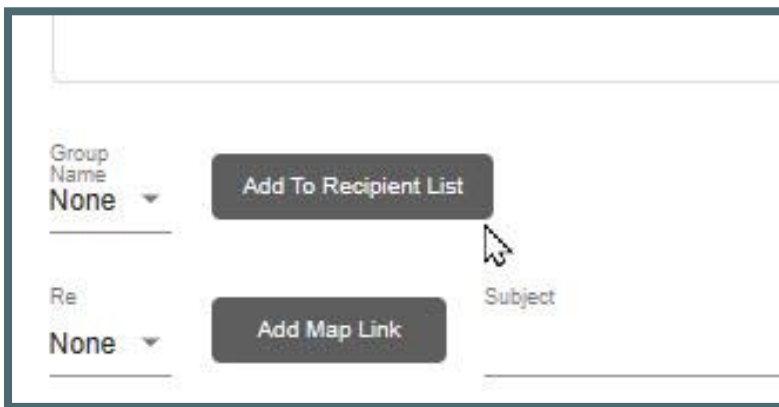 Group
Name
None
Add To Recipient List
Re
None
Add Map Link
Subject